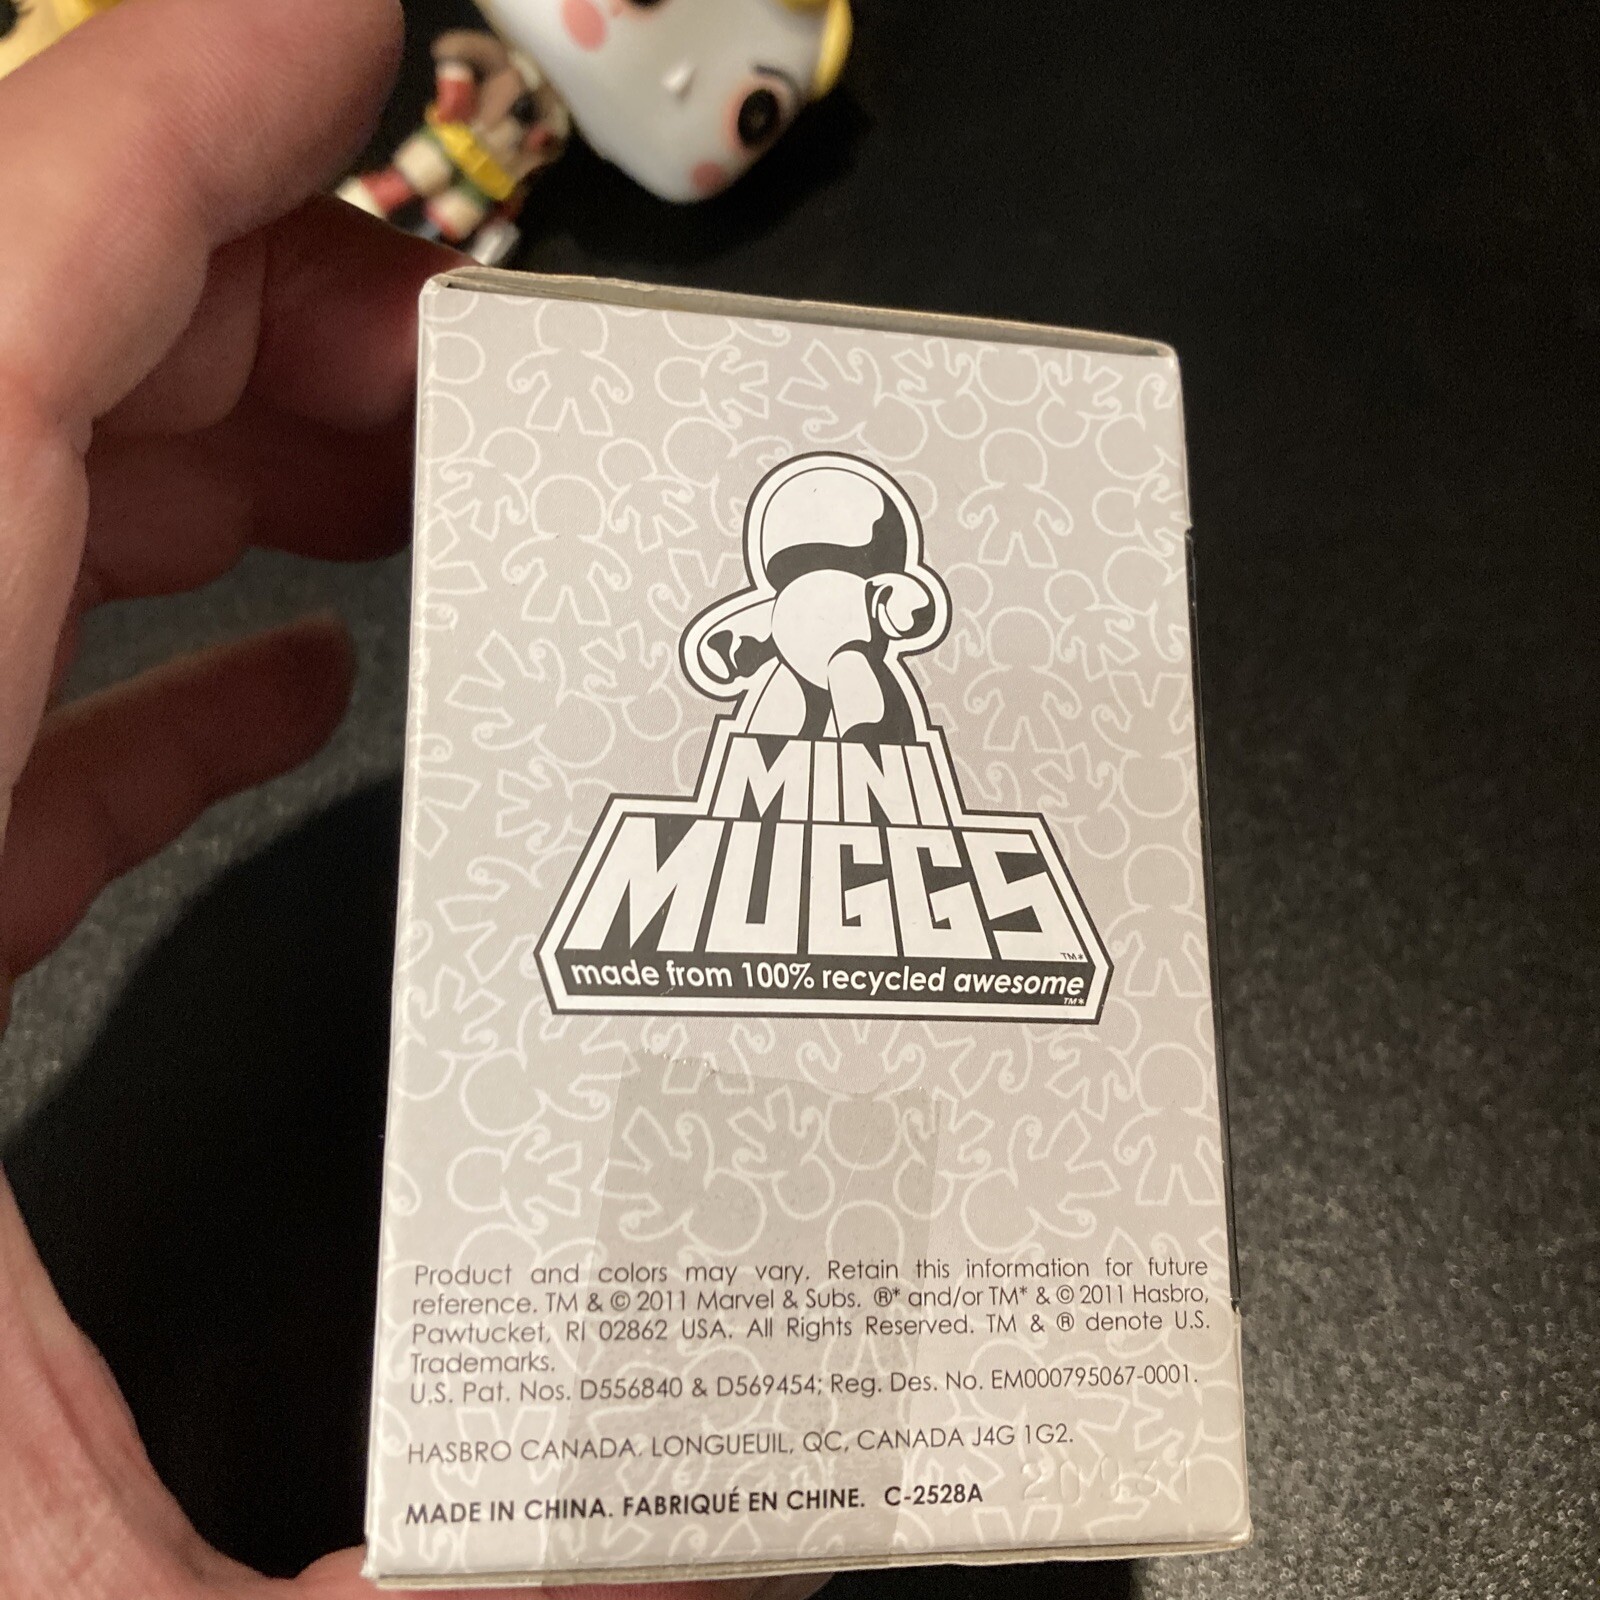 MINI
MUGGS
TM*
made from 100% recycled awesome
TM*
Product and colors may vary. Retain this information for future
reference. TM & © 2011 Marvel & Subs. ®* and/or TM* & © 2011 Hasbro,
Pawtucket, RI 02862 USA. All Rights Reserved. TM & ® denote U.S.
Trademarks.
U.S. Pat. Nos. D556840 & D569454; Reg. Des. No. EM000795067-0001.
HASBRO CANADA. LONGUEUIL, QC, CANADA J4G 1G2.
MADE IN CHINA. FABRIQUÉ EN CHINE. C-2528A